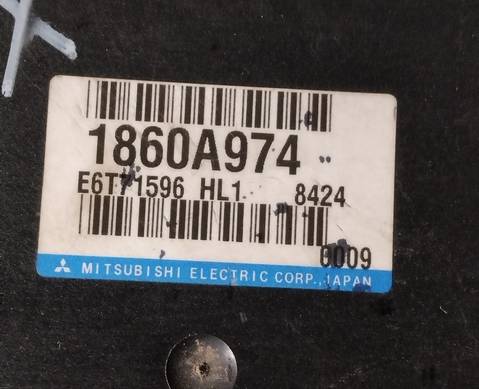 1860A974
E6T71596 HL1 8424
0009
MITSUBISHI ELECTRIC CORP., JAPAN